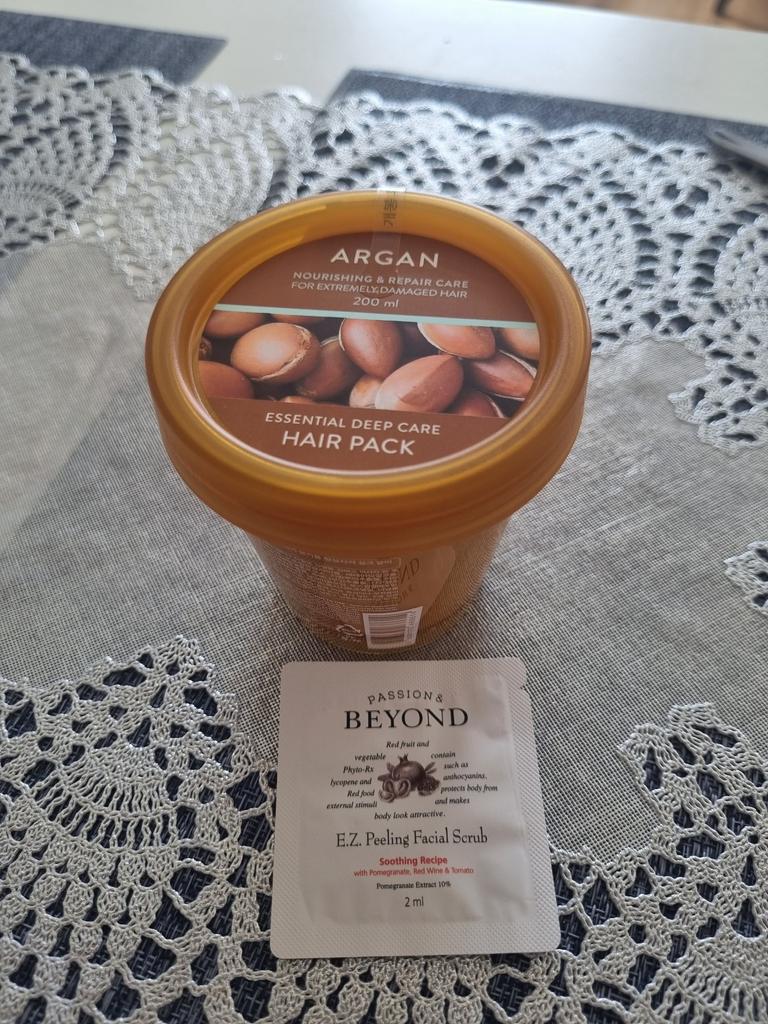 ARGAN
NOURISHING & REPAIR CARE
FOR EXTREMELY DAMAGED HAIR
200 ml
ESSENTIAL DEEP CARE
HAIR PACK
PASSION &
BEYOND
Red fruit and
vegetable contain
Phyto-Rx such as
lycopene and anthocyanins,
Red food protects body from
external stimuli and makes
body look attractive.
E.Z. Peeling Facial Scrub
Soothing Recipe
with Pomegranate, Red Wine & Tomato
Pomegranate Extract 10%
2 ml